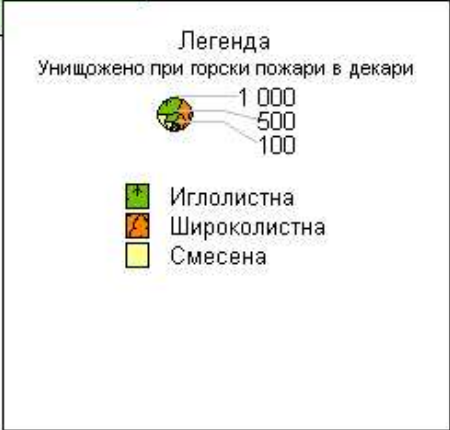 Легенда
Унищожено при горски пожари в декари
1 000
500
100
Иглолистна
Широколистна
Смесена